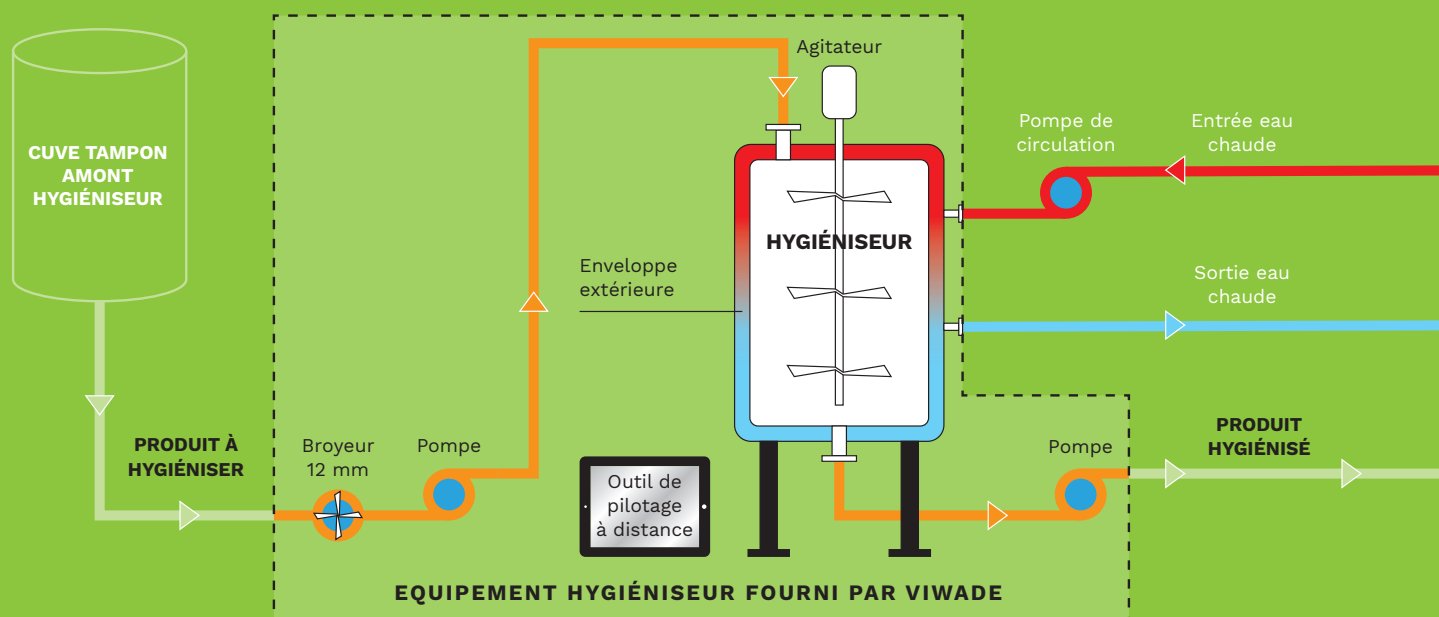 Agitateur
CUVE TAMPON
AMONT
HYGIÉNISEUR
Pompe de
circulation
Entrée eau
chaude
HYGIÉNISEUR
Enveloppe
extérieure
Sortie eau
chaude
PRODUIT À
HYGIÉNISER
Broyeur
12 mm
Pompe
Outil de
pilotage
à distance
Pompe
PRODUIT
HYGIÉNISÉ
EQUIPEMENT HYGIÉNISEUR FOURNI PAR VIWADE